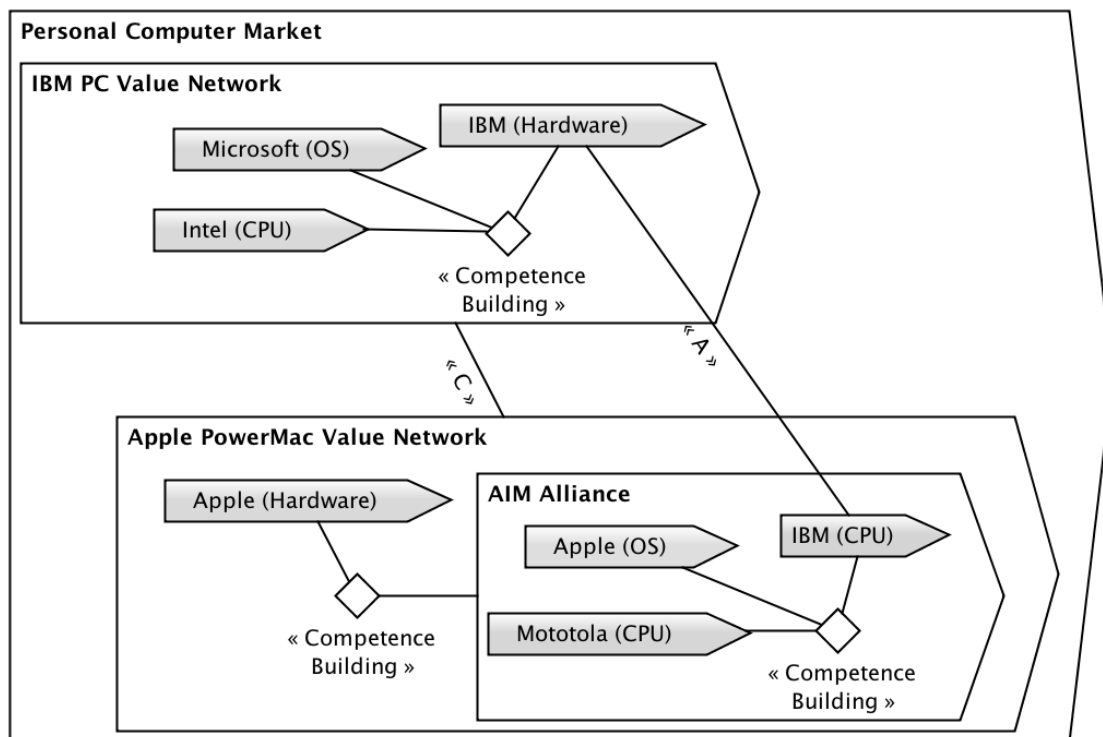 Personal Computer Market
IBM PC Value Network
IBM (Hardware)
Microsoft (OS)
Intel (CPU)
« Competence
Building »
« A »
« C »
Apple PowerMac Value Network
Apple (Hardware)
AIM Alliance
IBM (CPU)
Apple (OS)
Mototola (CPU)
« Competence
Building »
« Competence
Building »